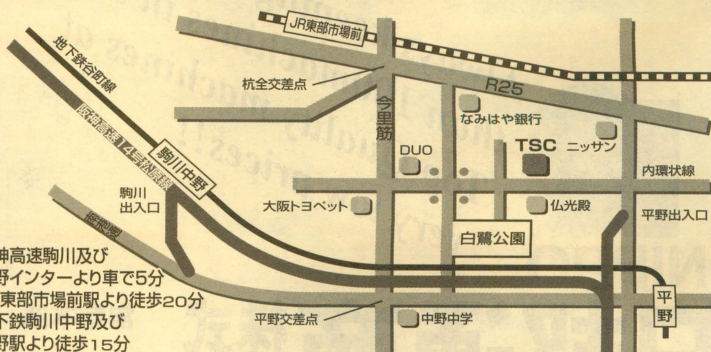 JR東部市場前
地下鉄谷町線
杭全交差点
R25
今里筋
なみはや銀行
阪神高速14号松原線
駒川中野
DUO
TSC
ニッサン
内環状線
駒川
出入口
大阪トヨペット
仏光殿
平野出入口
白鷺公園
神高速駒川及び
野インターより車で5分
東部市場前駅より徒歩20分
下鉄駒川中野及び
野駅より徒歩15分
平野交差点
中野中学
平野